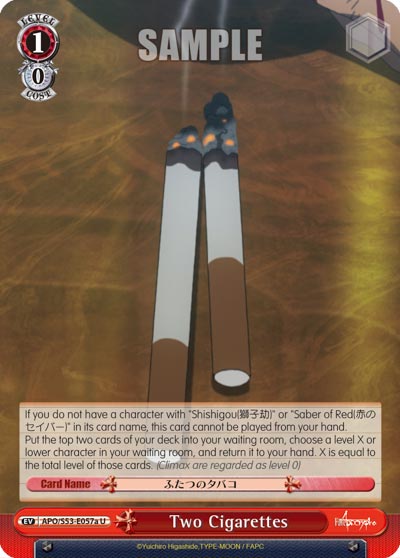 LEVEL
1
0
COST
SAMPLE
If you do not have a character with "Shishigou(獅子劫)" or "Saber of Red(赤の
セイバー)" in its card name, this card cannot be played from your hand.
Put the top two cards of your deck into your waiting room, choose a level X or
lower character in your waiting room, and return it to your hand. X is equal to
the total level of those cards. (Climax are regarded as level 0)
Card Name ふたつのタバコ
EV APO/S53-E057a U Two Cigarettes Fate/Apocrypha
©Yuichiro Higashide,TYPE-MOON / FAPC